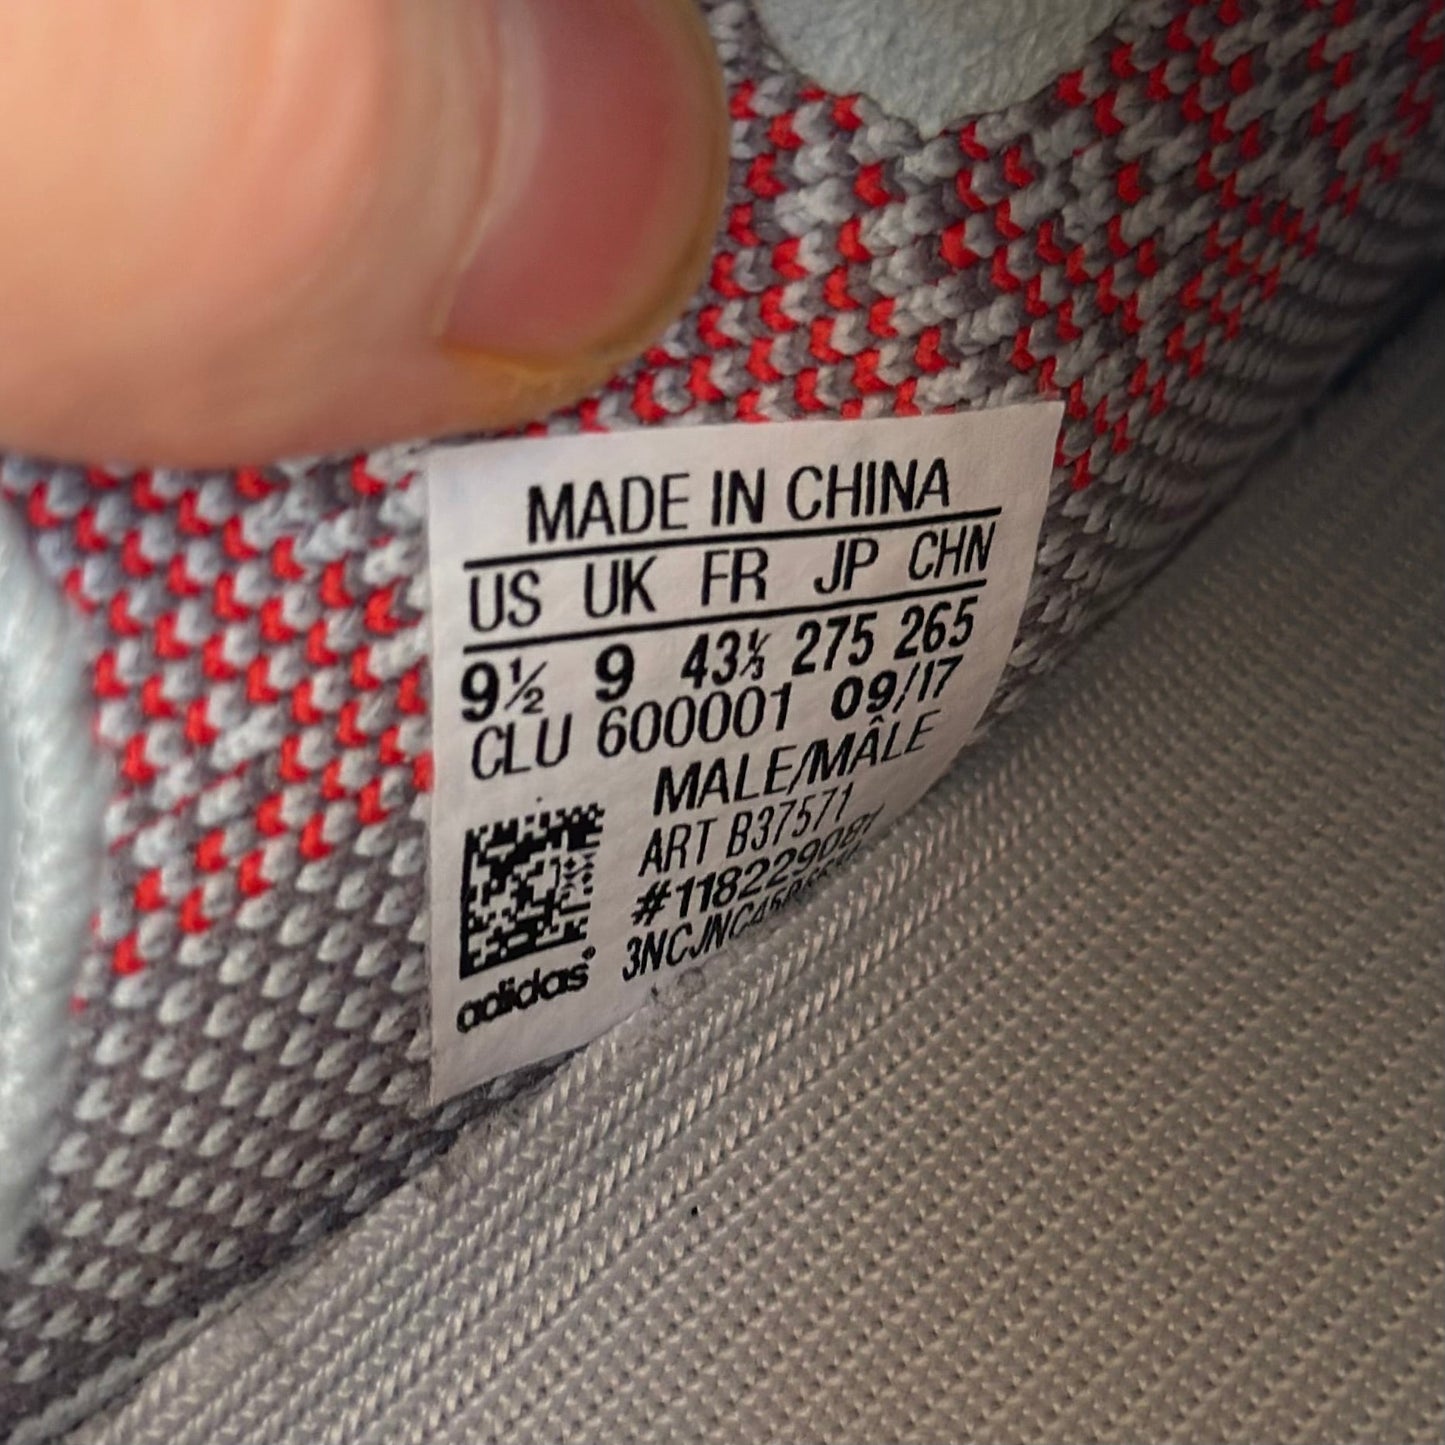 MADE IN CHINA
US UK FR JP CHN
9½ 9 43⅓ 275 265
CLU 600001 09/17
MALE/MÂLE
ART B37571
adidas®